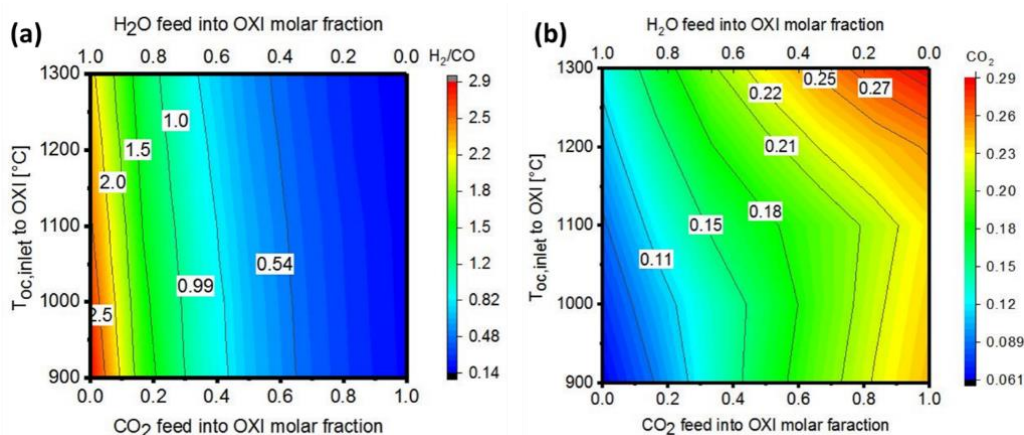 (a)
H2O feed into OXI molar fraction
1.0 0.8 0.6 0.4 0.2 0.0
H2/CO
1300
1200
1100
1000
900
Toc,inlet to OXI [°C]
1.0
1.5
2.0
0.99
0.54
2.5
2.9
2.6
2.2
1.8
1.5
1.2
0.82
0.48
0.14
0.0 0.2 0.4 0.6 0.8 1.0
CO2 feed into OXI molar fraction
(b)
H2O feed into OXI molar fraction
1.0 0.8 0.6 0.4 0.2 0.0
CO2
1300
1200
1100
1000
900
Toc,inlet to OXI [°C]
0.25
0.27
0.22
0.21
0.18
0.15
0.11
0.29
0.26
0.23
0.20
0.18
0.15
0.12
0.089
0.061
0.0 0.2 0.4 0.6 0.8 1.0
CO2 feed into OXI molar faraction